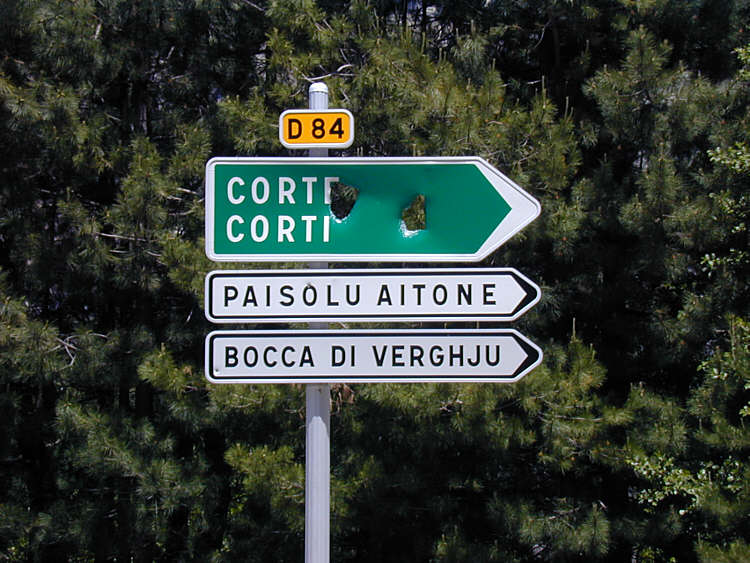 D 84
CORTE
CORTI
PAISOLU AITONE
BOCCA DI VERGHJU